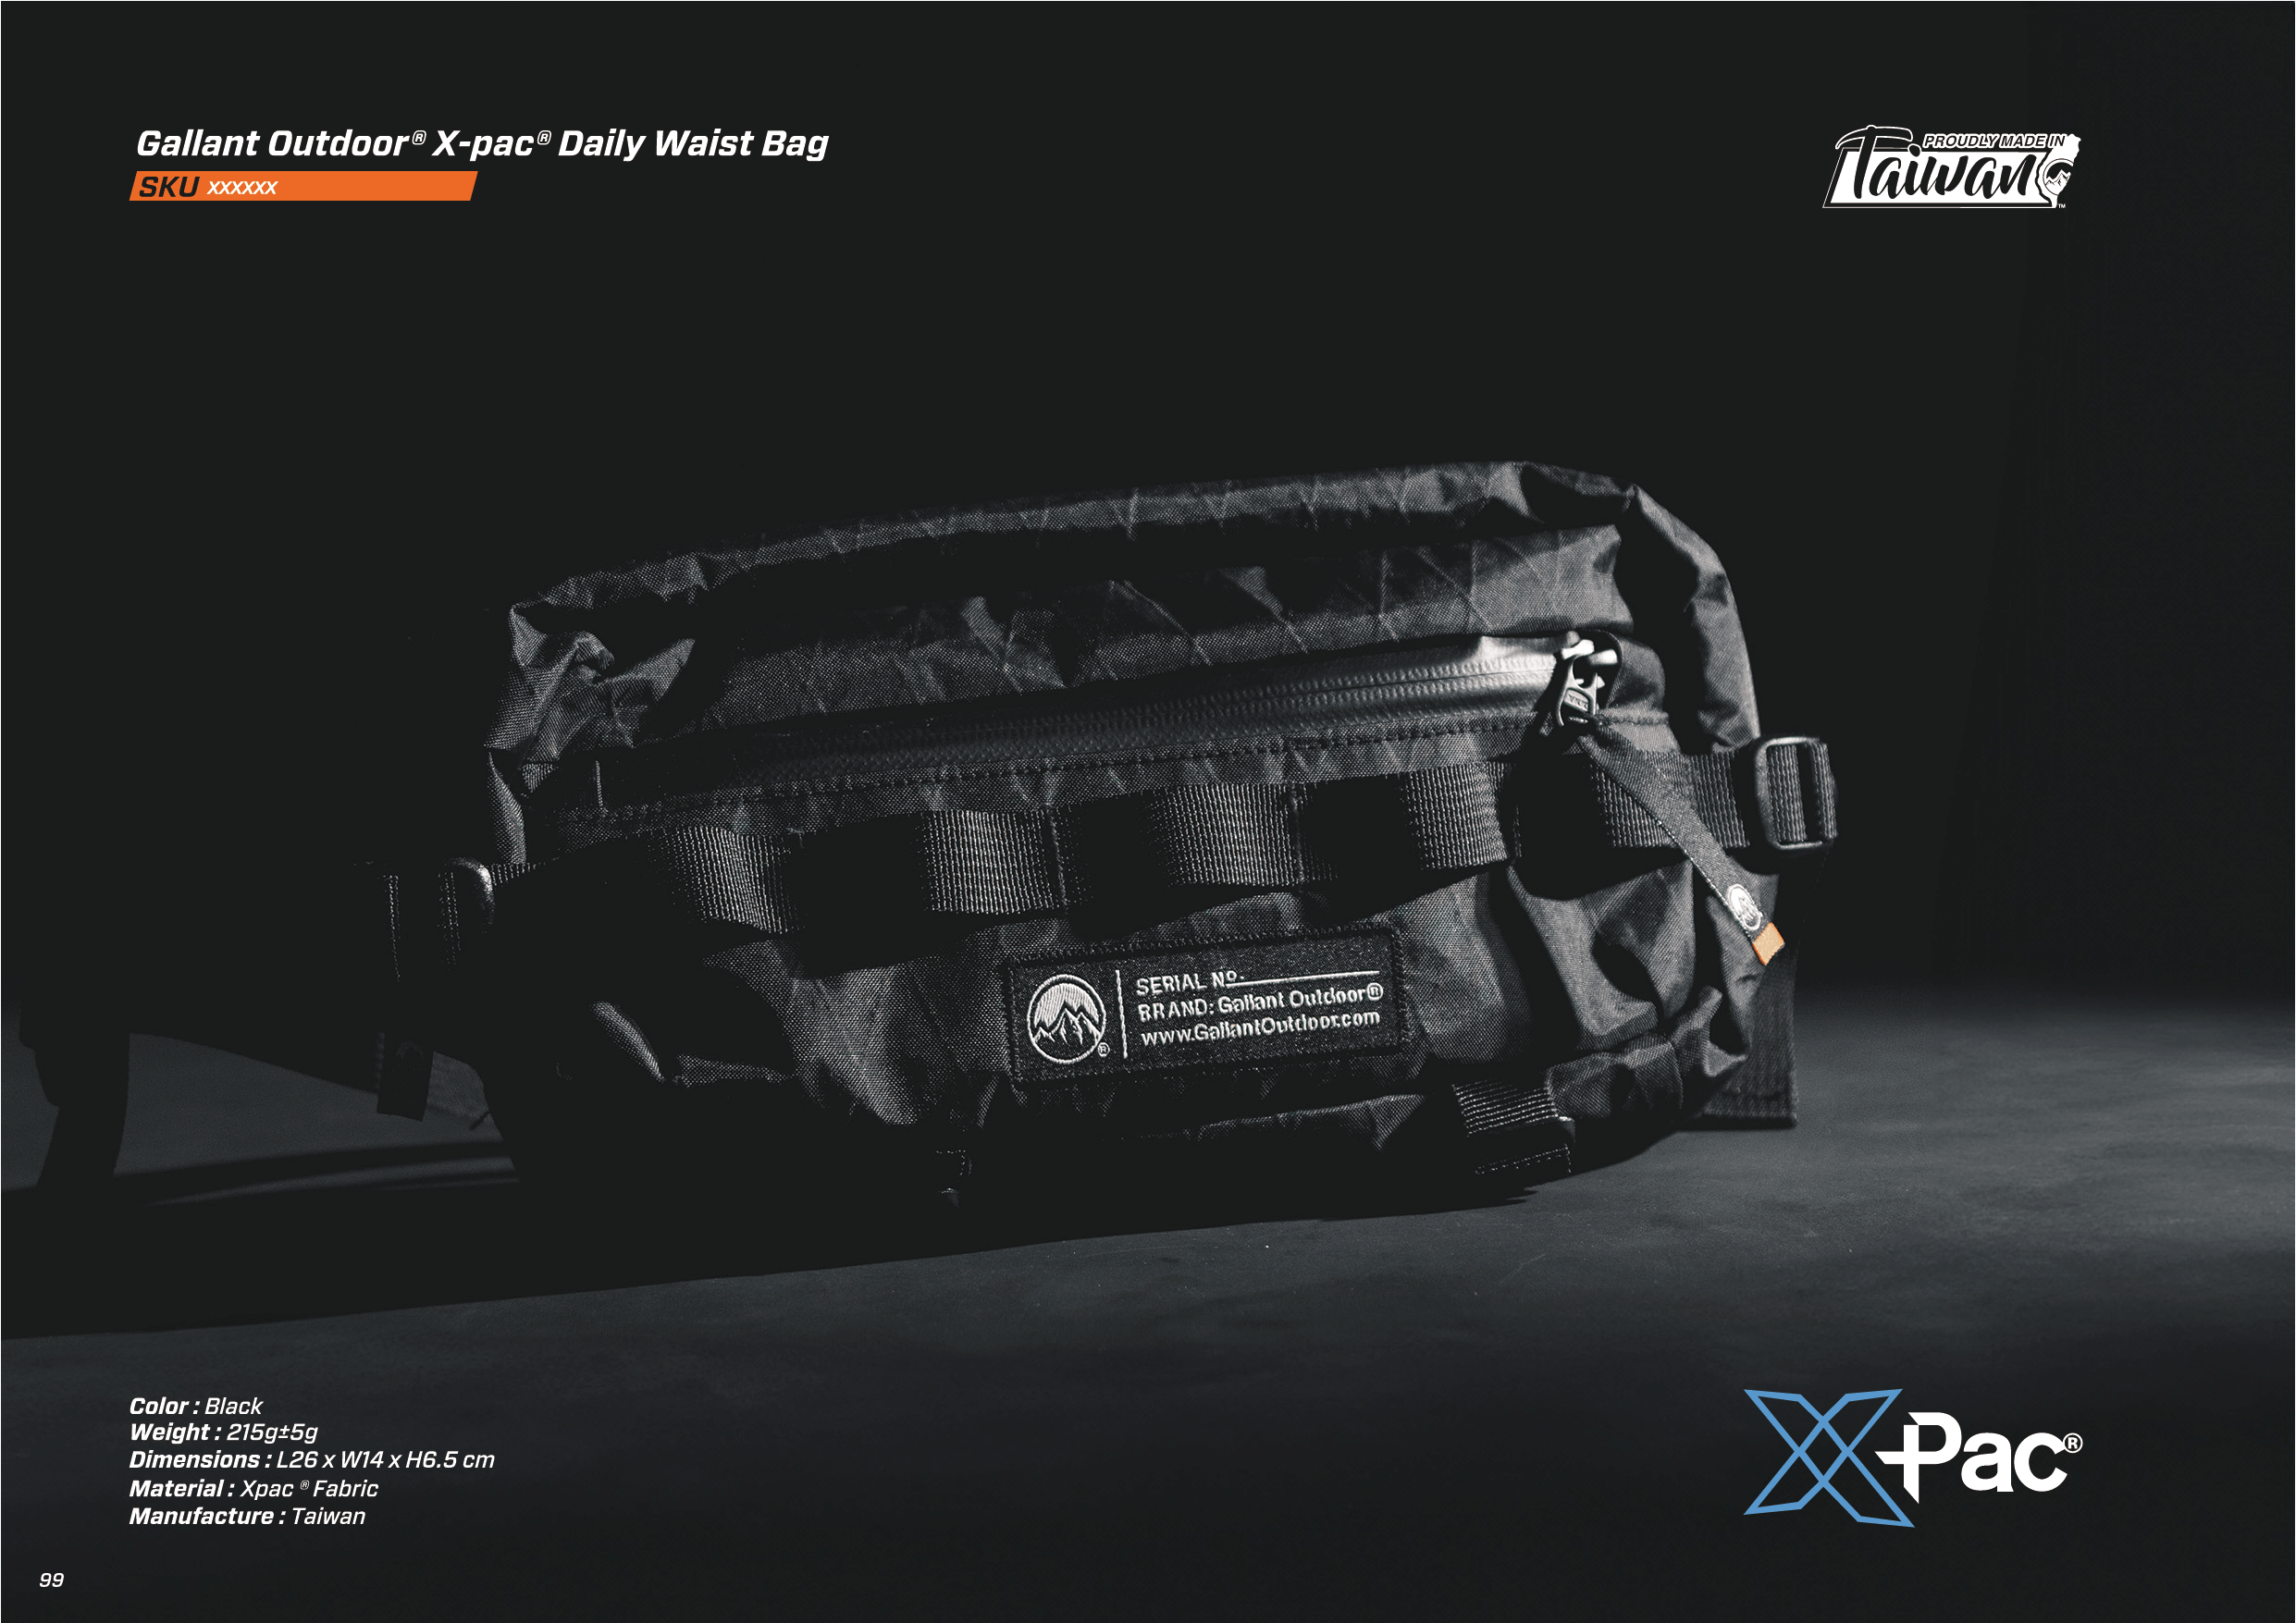 Gallant Outdoor® X-pac® Daily Waist Bag
SKU xxxxxx
PROUDLY MADE IN
Taiwan
TM
SERIAL No.
BRAND: Gallant Outdoor®
www.GallantOutdoor.com
®
Color : Black
Weight : 215g±5g
Dimensions : L26 x W14 x H6.5 cm
Material : Xpac ® Fabric
Manufacture : Taiwan
X-Pac®
99